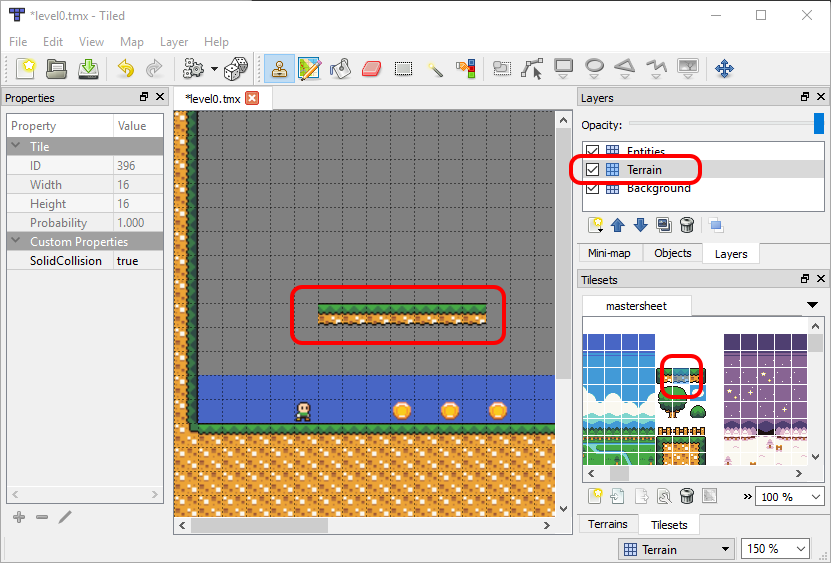 *level0.tmx - Tiled
File Edit View Map Layer Help
Properties
Property Value
Tile
ID 396
Width 16
Height 16
Probability 1.000
Custom Properties
SolidCollision true
*level0.tmx
Layers
Opacity:
Entities
Terrain
Background
Mini-map Objects Layers
Tilesets
mastersheet
100 %
Terrains Tilesets
Terrain 150 %